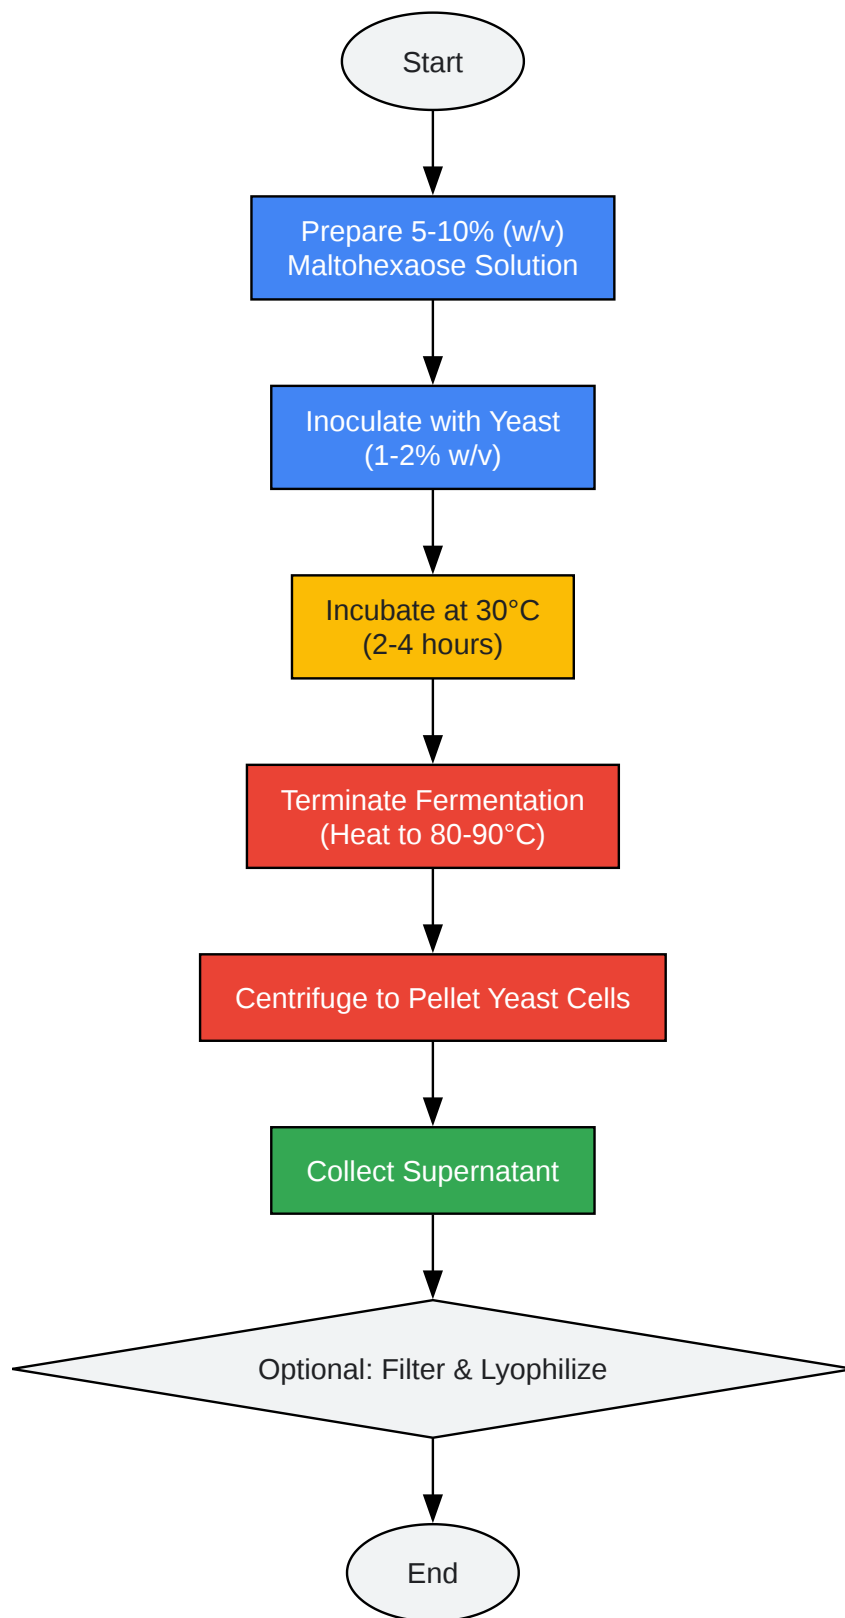 Start
Prepare 5-10% (w/v)
Maltohexaose Solution
Inoculate with Yeast
(1-2% w/v)
Incubate at 30°C
(2-4 hours)
Terminate Fermentation
(Heat to 80-90°C)
Centrifuge to Pellet Yeast Cells
Collect Supernatant
Optional: Filter & Lyophilize
End